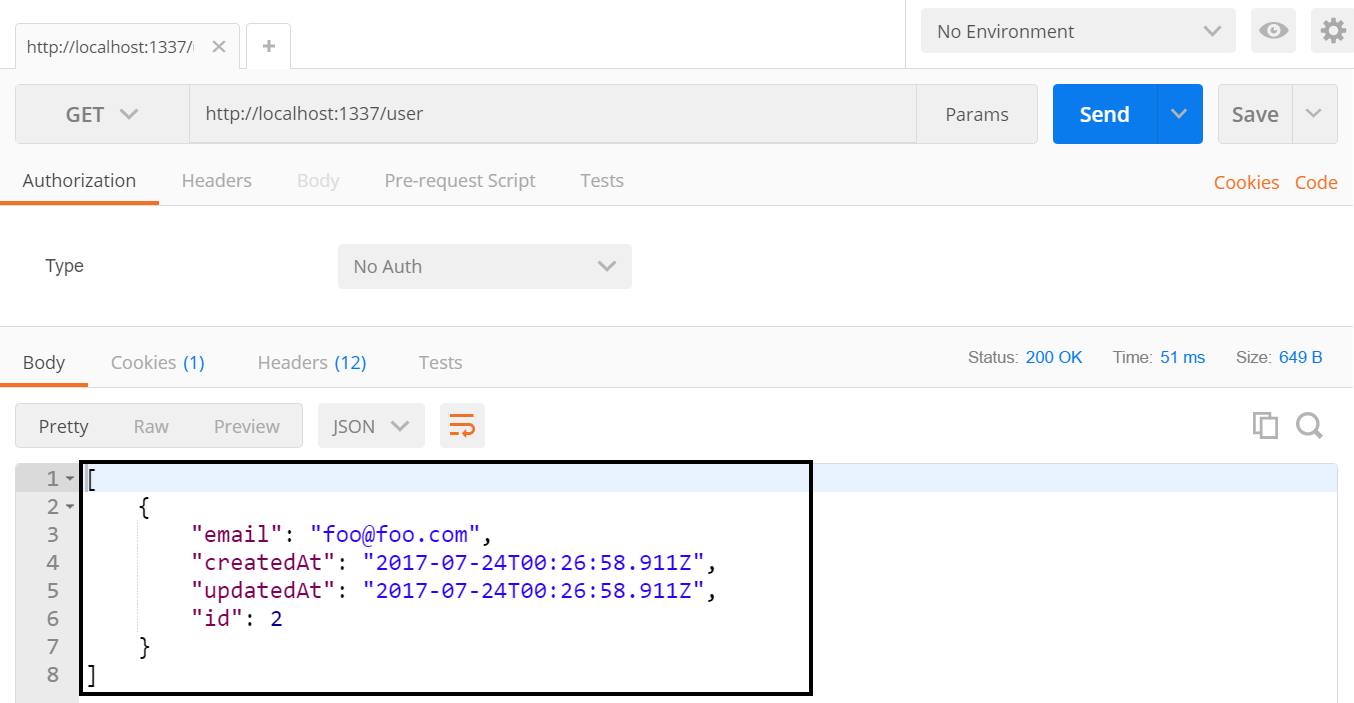 http://localhost:1337/
No Environment
GET http://localhost:1337/user Params Send Save
Authorization Headers Body Pre-request Script Tests Cookies Code
Type No Auth
Body Cookies (1) Headers (12) Tests Status: 200 OK Time: 51 ms Size: 649 B
Pretty Raw Preview JSON
1 [
2 {
3 "email": "foo@foo.com",
4 "createdAt": "2017-07-24T00:26:58.911Z",
5 "updatedAt": "2017-07-24T00:26:58.911Z",
6 "id": 2
7 }
8 ]